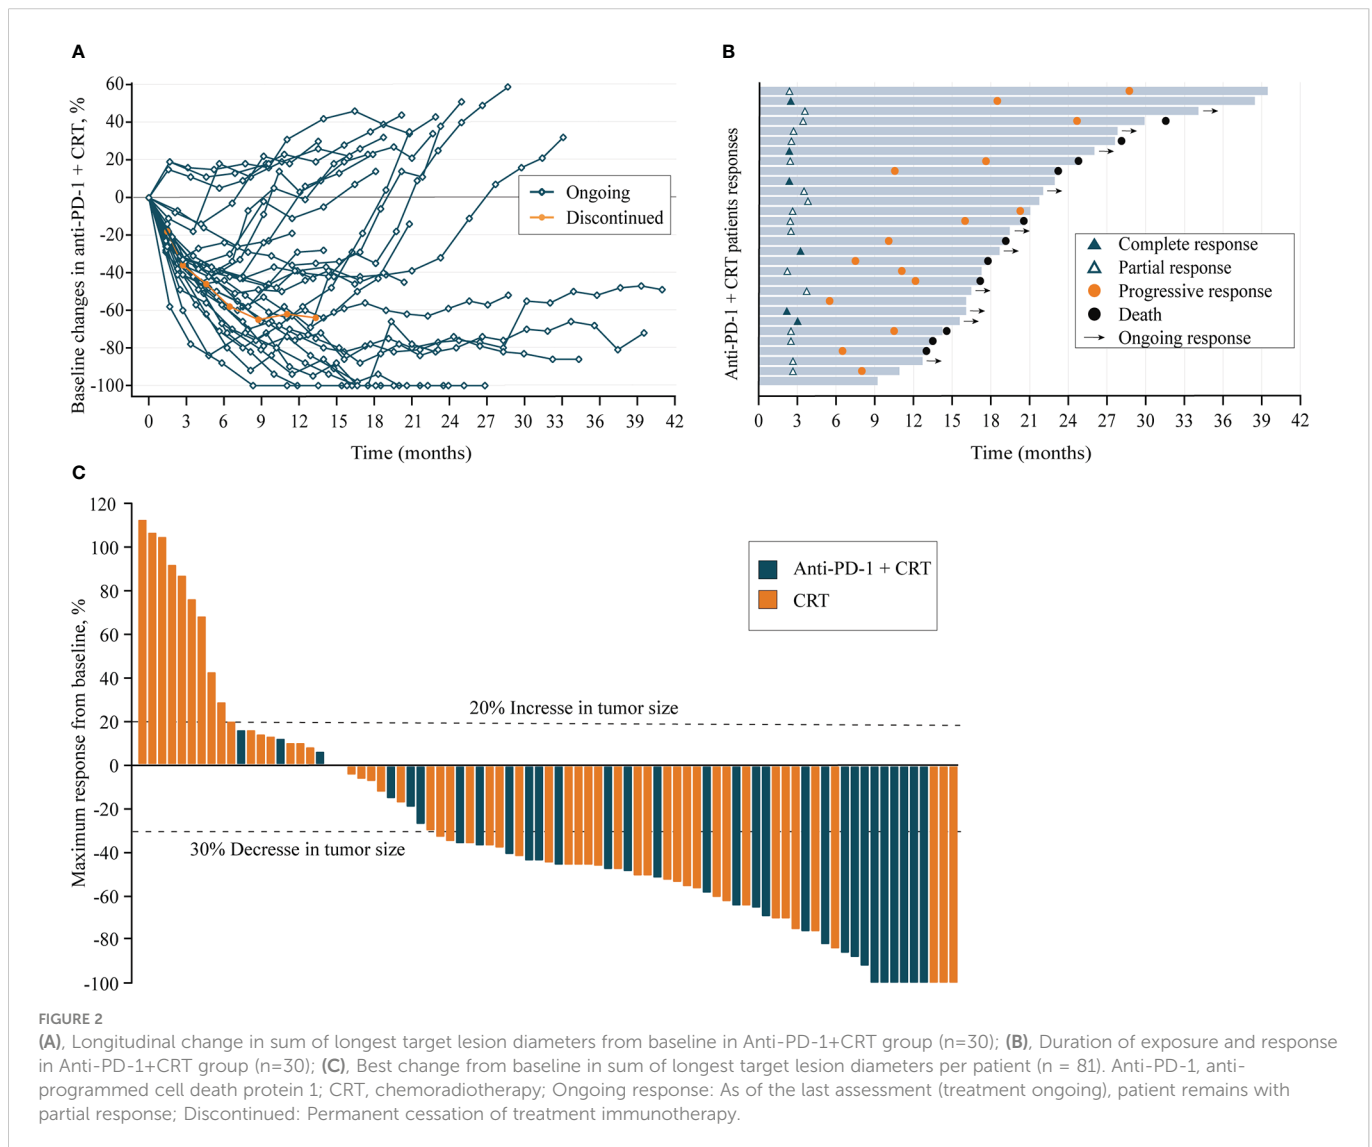 A
Baseline changes in anti-PD-1 + CRT, %
60
40
20
0
-20
-40
-60
-80
-100
0 3 6 9 12 15 18 21 24 27 30 33 36 39 42
Time (months)
Ongoing
Discontinued
B
Anti-PD-1 + CRT patients responses
0 3 6 9 12 15 18 21 24 27 30 33 36 39 42
Time (months)
Complete response
Partial response
Progressive response
Death
Ongoing response
C
Maximum response from baseline, %
120
100
80
60
40
20
0
-20
-40
-60
-80
-100
Anti-PD-1 + CRT
CRT
20% Increse in tumor size
30% Decresse in tumor size
FIGURE 2
(A), Longitudinal change in sum of longest target lesion diameters from baseline in Anti-PD-1+CRT group (n=30); (B), Duration of exposure and response
in Anti-PD-1+CRT group (n=30); (C), Best change from baseline in sum of longest target lesion diameters per patient (n = 81). Anti-PD-1, anti-
programmed cell death protein 1; CRT, chemoradiotherapy; Ongoing response: As of the last assessment (treatment ongoing), patient remains with
partial response; Discontinued: Permanent cessation of treatment immunotherapy.